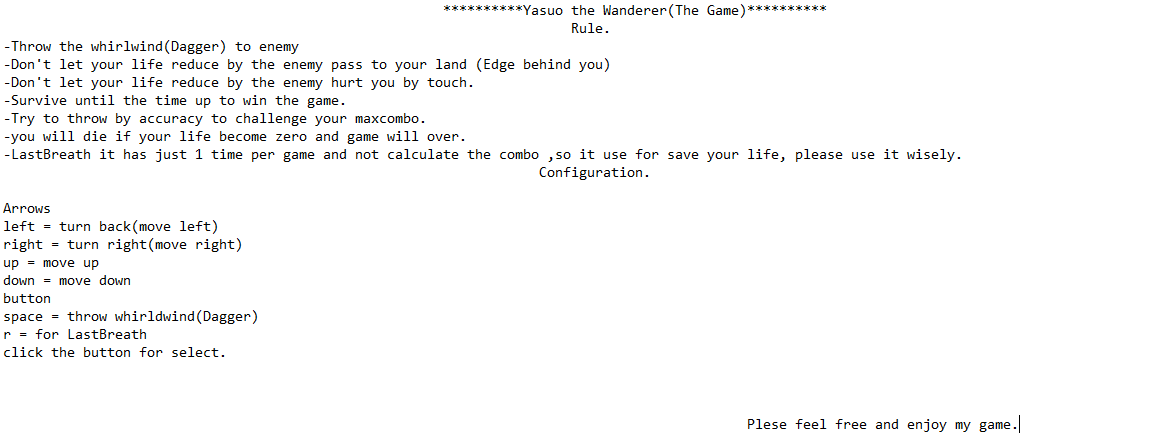 **********Yasuo the Wanderer(The Game)**********
Rule.
-Throw the whirlwind(Dagger) to enemy
-Don't let your life reduce by the enemy pass to your land (Edge behind you)
-Don't let your life reduce by the enemy hurt you by touch.
-Survive until the time up to win the game.
-Try to throw by accuracy to challenge your maxcombo.
-you will die if your life become zero and game will over.
-LastBreath it has just 1 time per game and not calculate the combo ,so it use for save your life, please use it wisely.
Configuration.
Arrows
left = turn back(move left)
right = turn right(move right)
up = move up
down = move down
button
space = throw whirldwind(Dagger)
r = for LastBreath
click the button for select.
Plese feel free and enjoy my game.